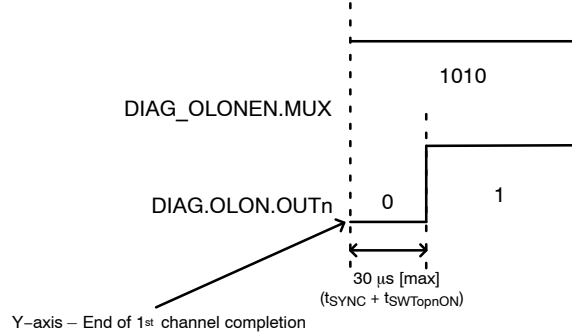 1010
DIAG_OLONEN.MUX
DIAG.OLON.OUTn
0
1
30 μs [max]
(tSYNC + tSWTopnON)
Y−axis − End of 1st channel completion